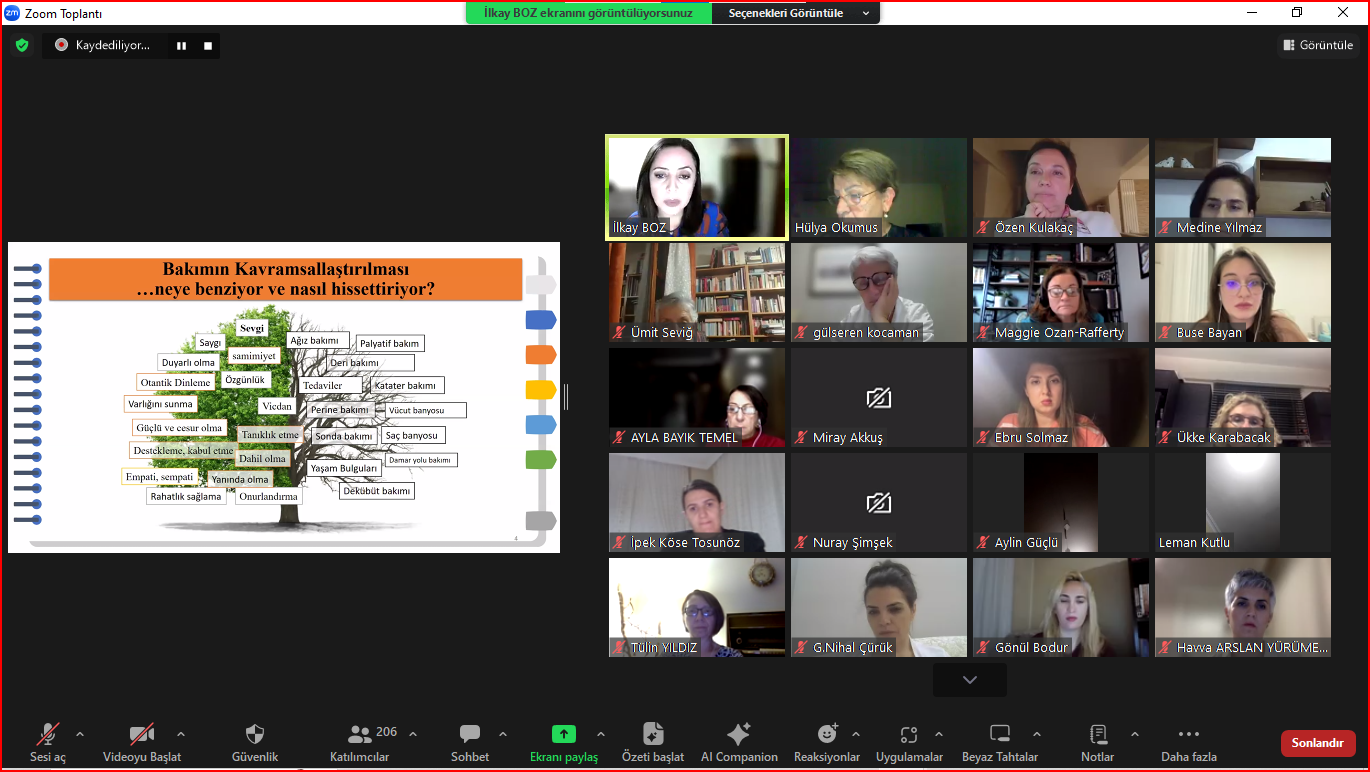 zm Zoom Toplantı
İlkay BOZ ekranını görüntülüyorsunuz
Seçenekleri Görüntüle
Kaydediliyor...
Görüntüle
Bakımın Kavramsallaştırılması
…neye benziyor ve nasıl hissettiriyor?
Sevgi
Saygı
samimiyet
Duyarlı olma
Otantik Dinleme
Özgünlük
Varlığını sunma
Vicdan
Güçlü ve cesur olma
Tanıklık etme
Destekleme, kabul etme
Dahil olma
Empati, sempati
Yanında olma
Rahatlık sağlama
Onurlandırma
Ağız bakımı
Palyatif bakım
Deri bakımı
Tedaviler
Katater bakımı
Perine bakımı
Vücut banyosu
Sonda bakımı
Saç banyosu
Damar yolu bakımı
Yaşam Bulguları
Dekübüt bakımı
4
İlkay BOZ
Hülya Okumus
Özen Kulakaç
Medine Yılmaz
Ümit Seviğ
gülseren kocaman
Maggie Ozan-Rafferty
Buse Bayan
AYLA BAYIK TEMEL
Miray Akkuş
Ebru Solmaz
Ükke Karabacak
İpek Köse Tosunöz
Nuray Şimşek
Aylin Güçlü
Leman Kutlu
Tülin YILDIZ
G.Nihal Çürük
Gönül Bodur
Havva ARSLAN YÜRÜME...
Sesi aç
Videoyu Başlat
Güvenlik
206
Katılımcılar
Sohbet
Ekranı paylaş
Özeti başlat
AI Companion
Reaksiyonlar
Uygulamalar
Beyaz Tahtalar
Notlar
Daha fazla
Sonlandır